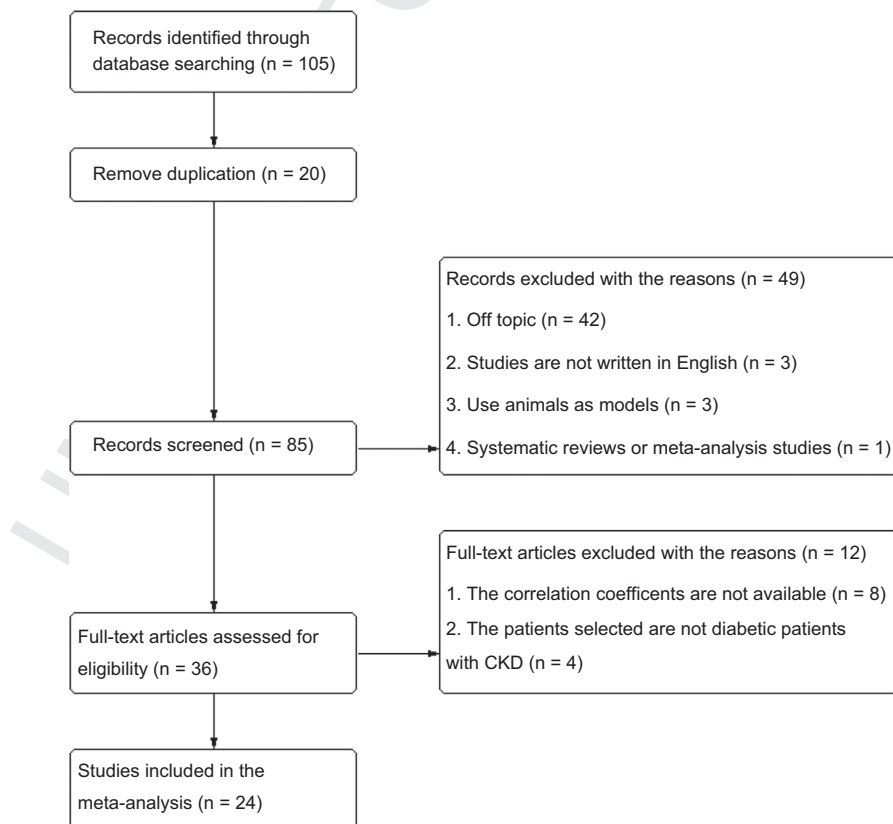 Records identified through
database searching (n = 105)
Remove duplication (n = 20)
Records excluded with the reasons (n = 49)
1. Off topic (n = 42)
2. Studies are not written in English (n = 3)
3. Use animals as models (n = 3)
4. Systematic reviews or meta-analysis studies (n = 1)
Records screened (n = 85)
Full-text articles excluded with the reasons (n = 12)
1. The correlation coefficents are not available (n = 8)
2. The patients selected are not diabetic patients
with CKD (n = 4)
Full-text articles assessed for
eligibility (n = 36)
Studies included in the
meta-analysis (n = 24)